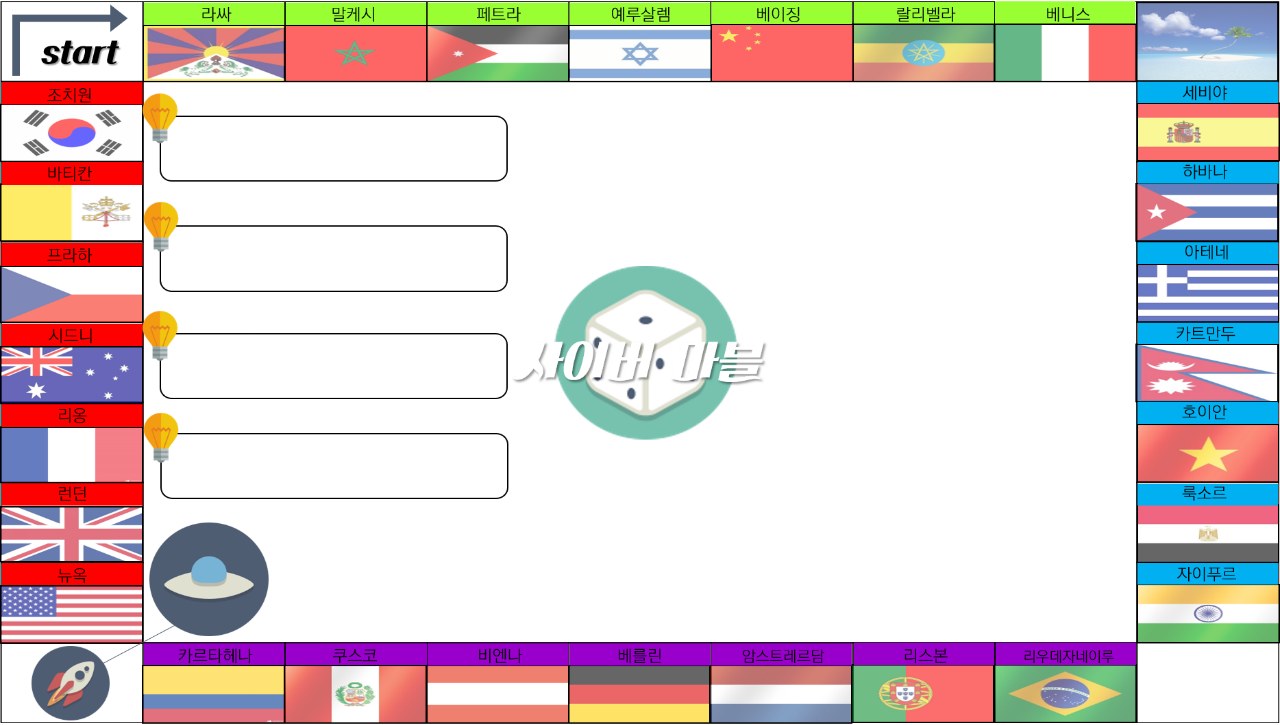 start
라싸
말케시
페트라
예루살렘
베이징
랄리벨라
베니스
조치원
바티칸
프라하
시드니
리옹
런던
뉴욕
세비야
하바나
아테네
카트만두
호이안
룩소르
자이푸르
사이버 마블
카르타헤나
쿠스코
비엔나
베를린
암스트레르담
리스본
리우데자네이루